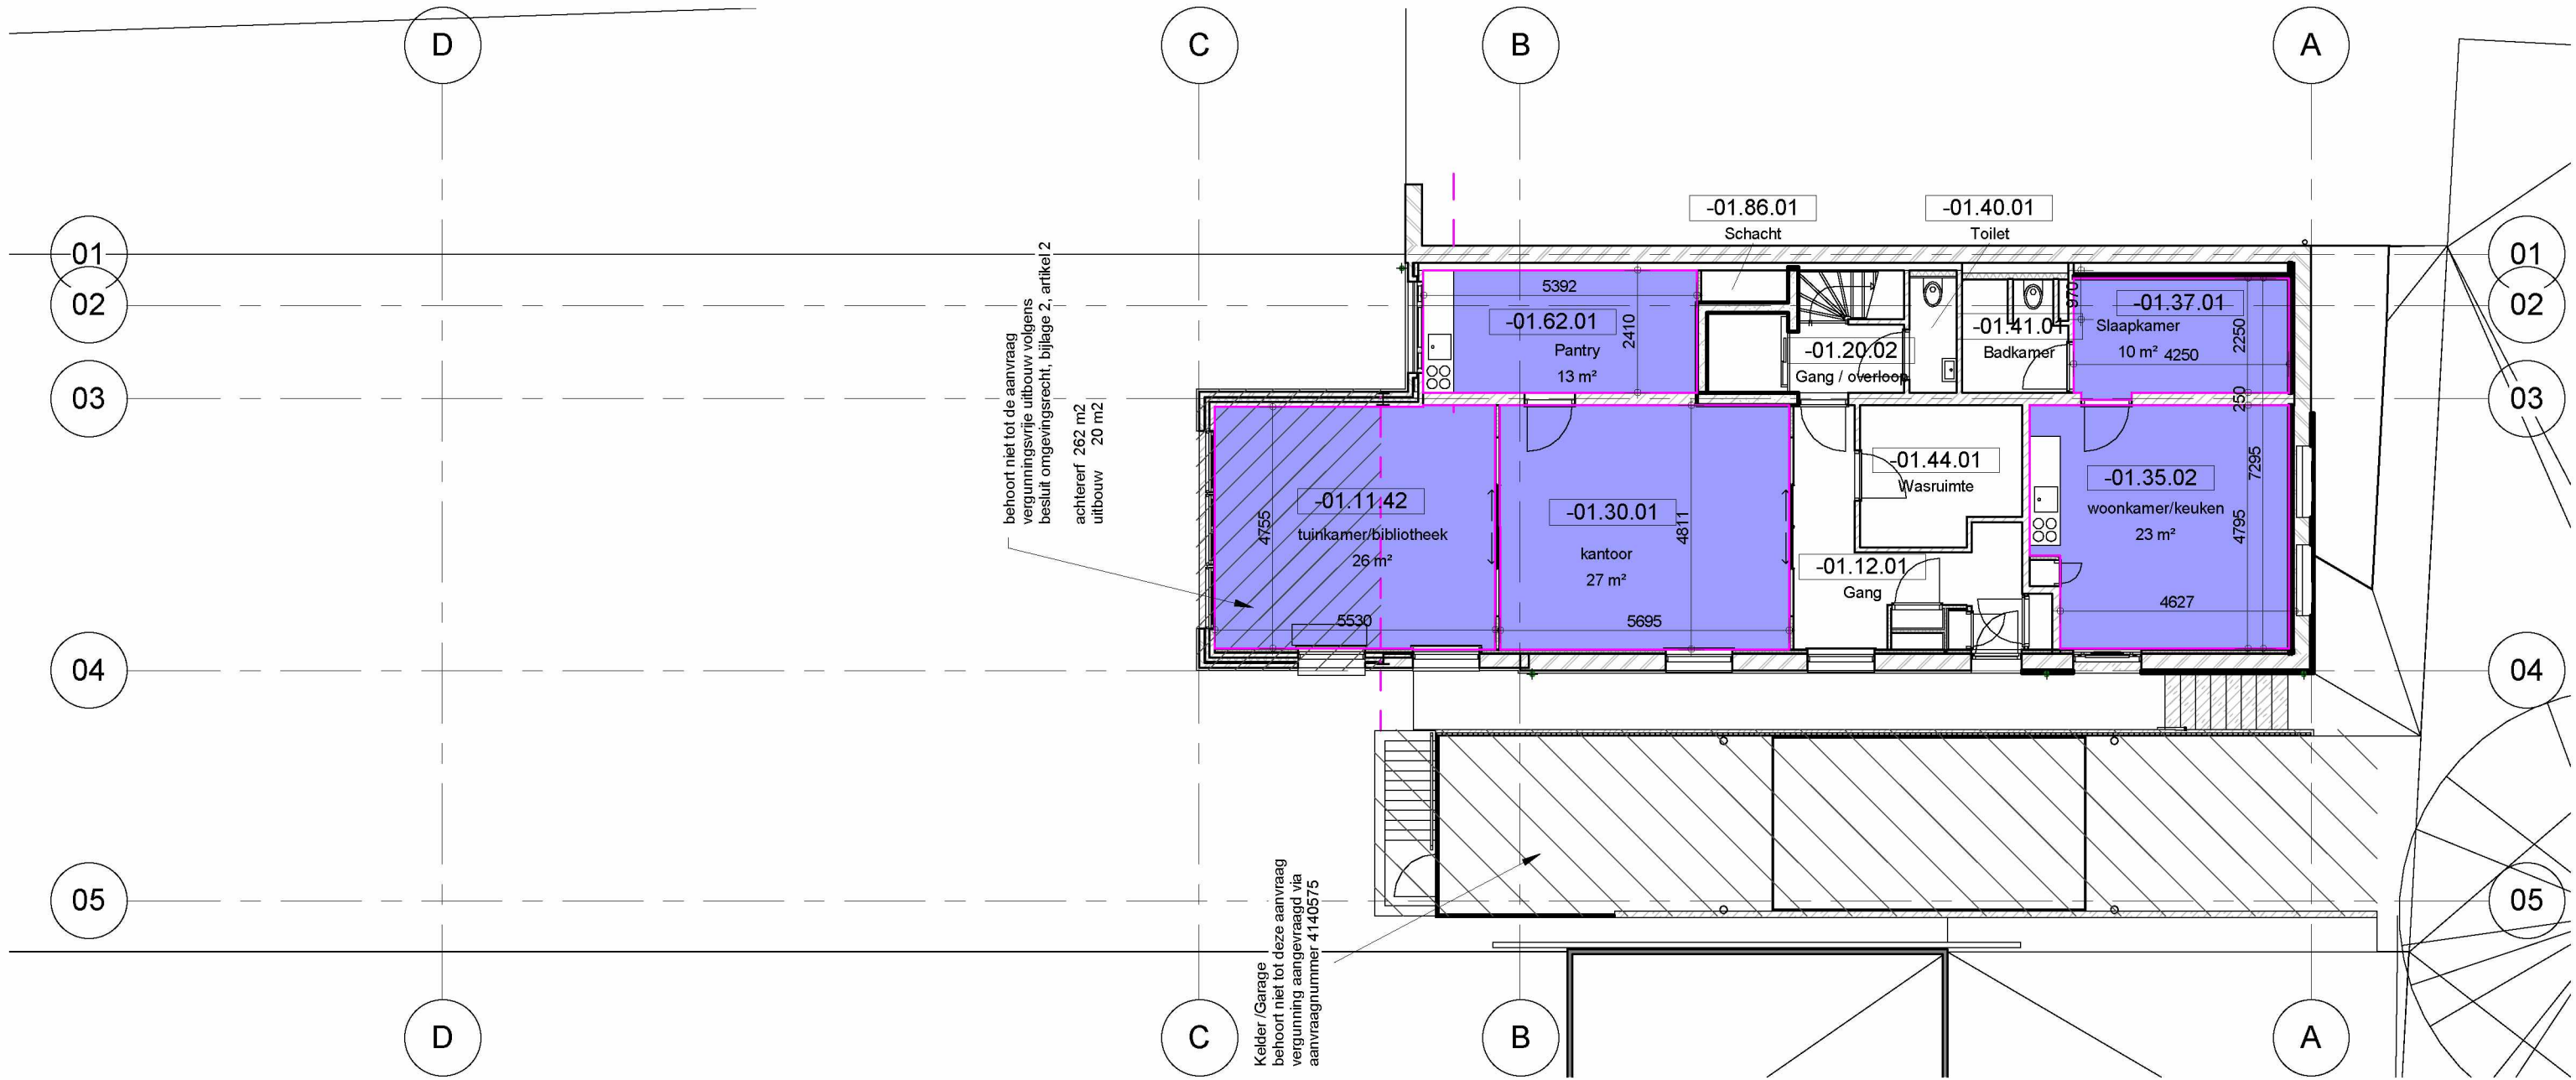 D
C
B
A
01
02
03
04
05
01
02
03
04
05
D
C
B
A
behoort niet tot de aanvraag
vergunningsvrije uitbouw volgens
besluit omgevingsrecht, bijlage 2, artikel 2
achtererf 262 m2
uitbouw 20 m2
-01.86.01
Schacht
-01.40.01
Toilet
5392
-01.62.01
Pantry
13 m²
2410
-01.20.02
Gang / overloop
-01.41.01
Badkamer
970
-01.37.01
Slaapkamer
10 m²
4250
2250
250
-01.11.42
tuinkamer/bibliotheek
26 m²
4755
5530
-01.30.01
kantoor
27 m²
4811
5695
-01.44.01
Wasruimte
-01.12.01
Gang
-01.35.02
woonkamer/keuken
23 m²
7295
4795
4627
Kelder /Garage
behoort niet tot deze aanvraag
vergunning aangevraagd via
aanvraagnummer 4140575